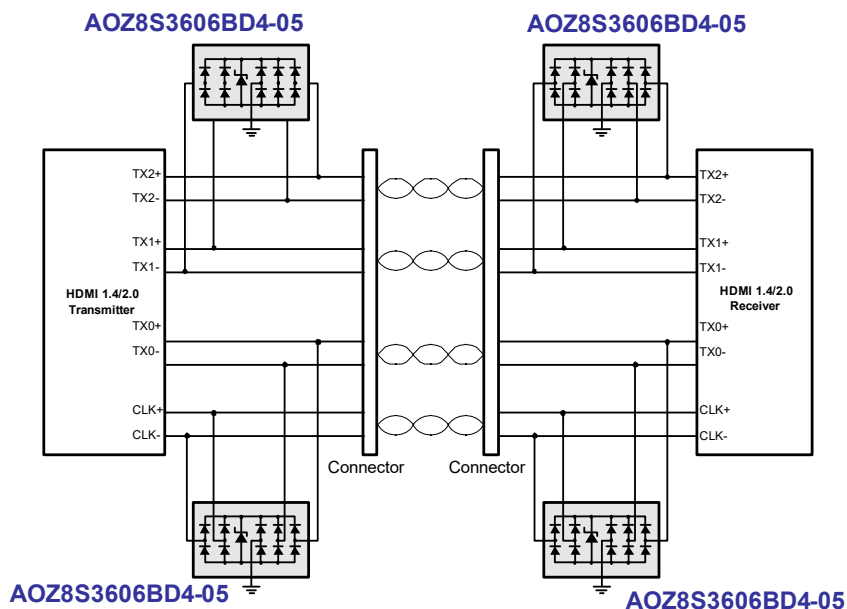 AOZ8S3606BD4-05
AOZ8S3606BD4-05
TX2+
TX2-
TX1+
TX1-
HDMI 1.4/2.0
Transmitter
TX0+
TX0-
CLK+
CLK-
TX2+
TX2-
TX1+
TX1-
HDMI 1.4/2.0
Receiver
TX0+
TX0-
CLK+
CLK-
Connector
Connector
AOZ8S3606BD4-05
AOZ8S3606BD4-05